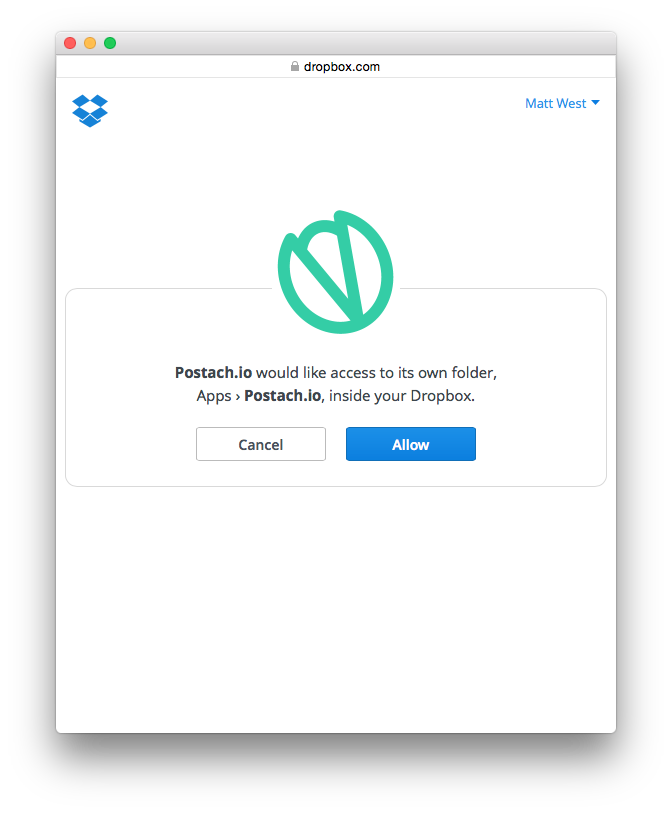 dropbox.com
Matt West
Postach.io would like access to its own folder,
Apps › Postach.io, inside your Dropbox.
Cancel
Allow